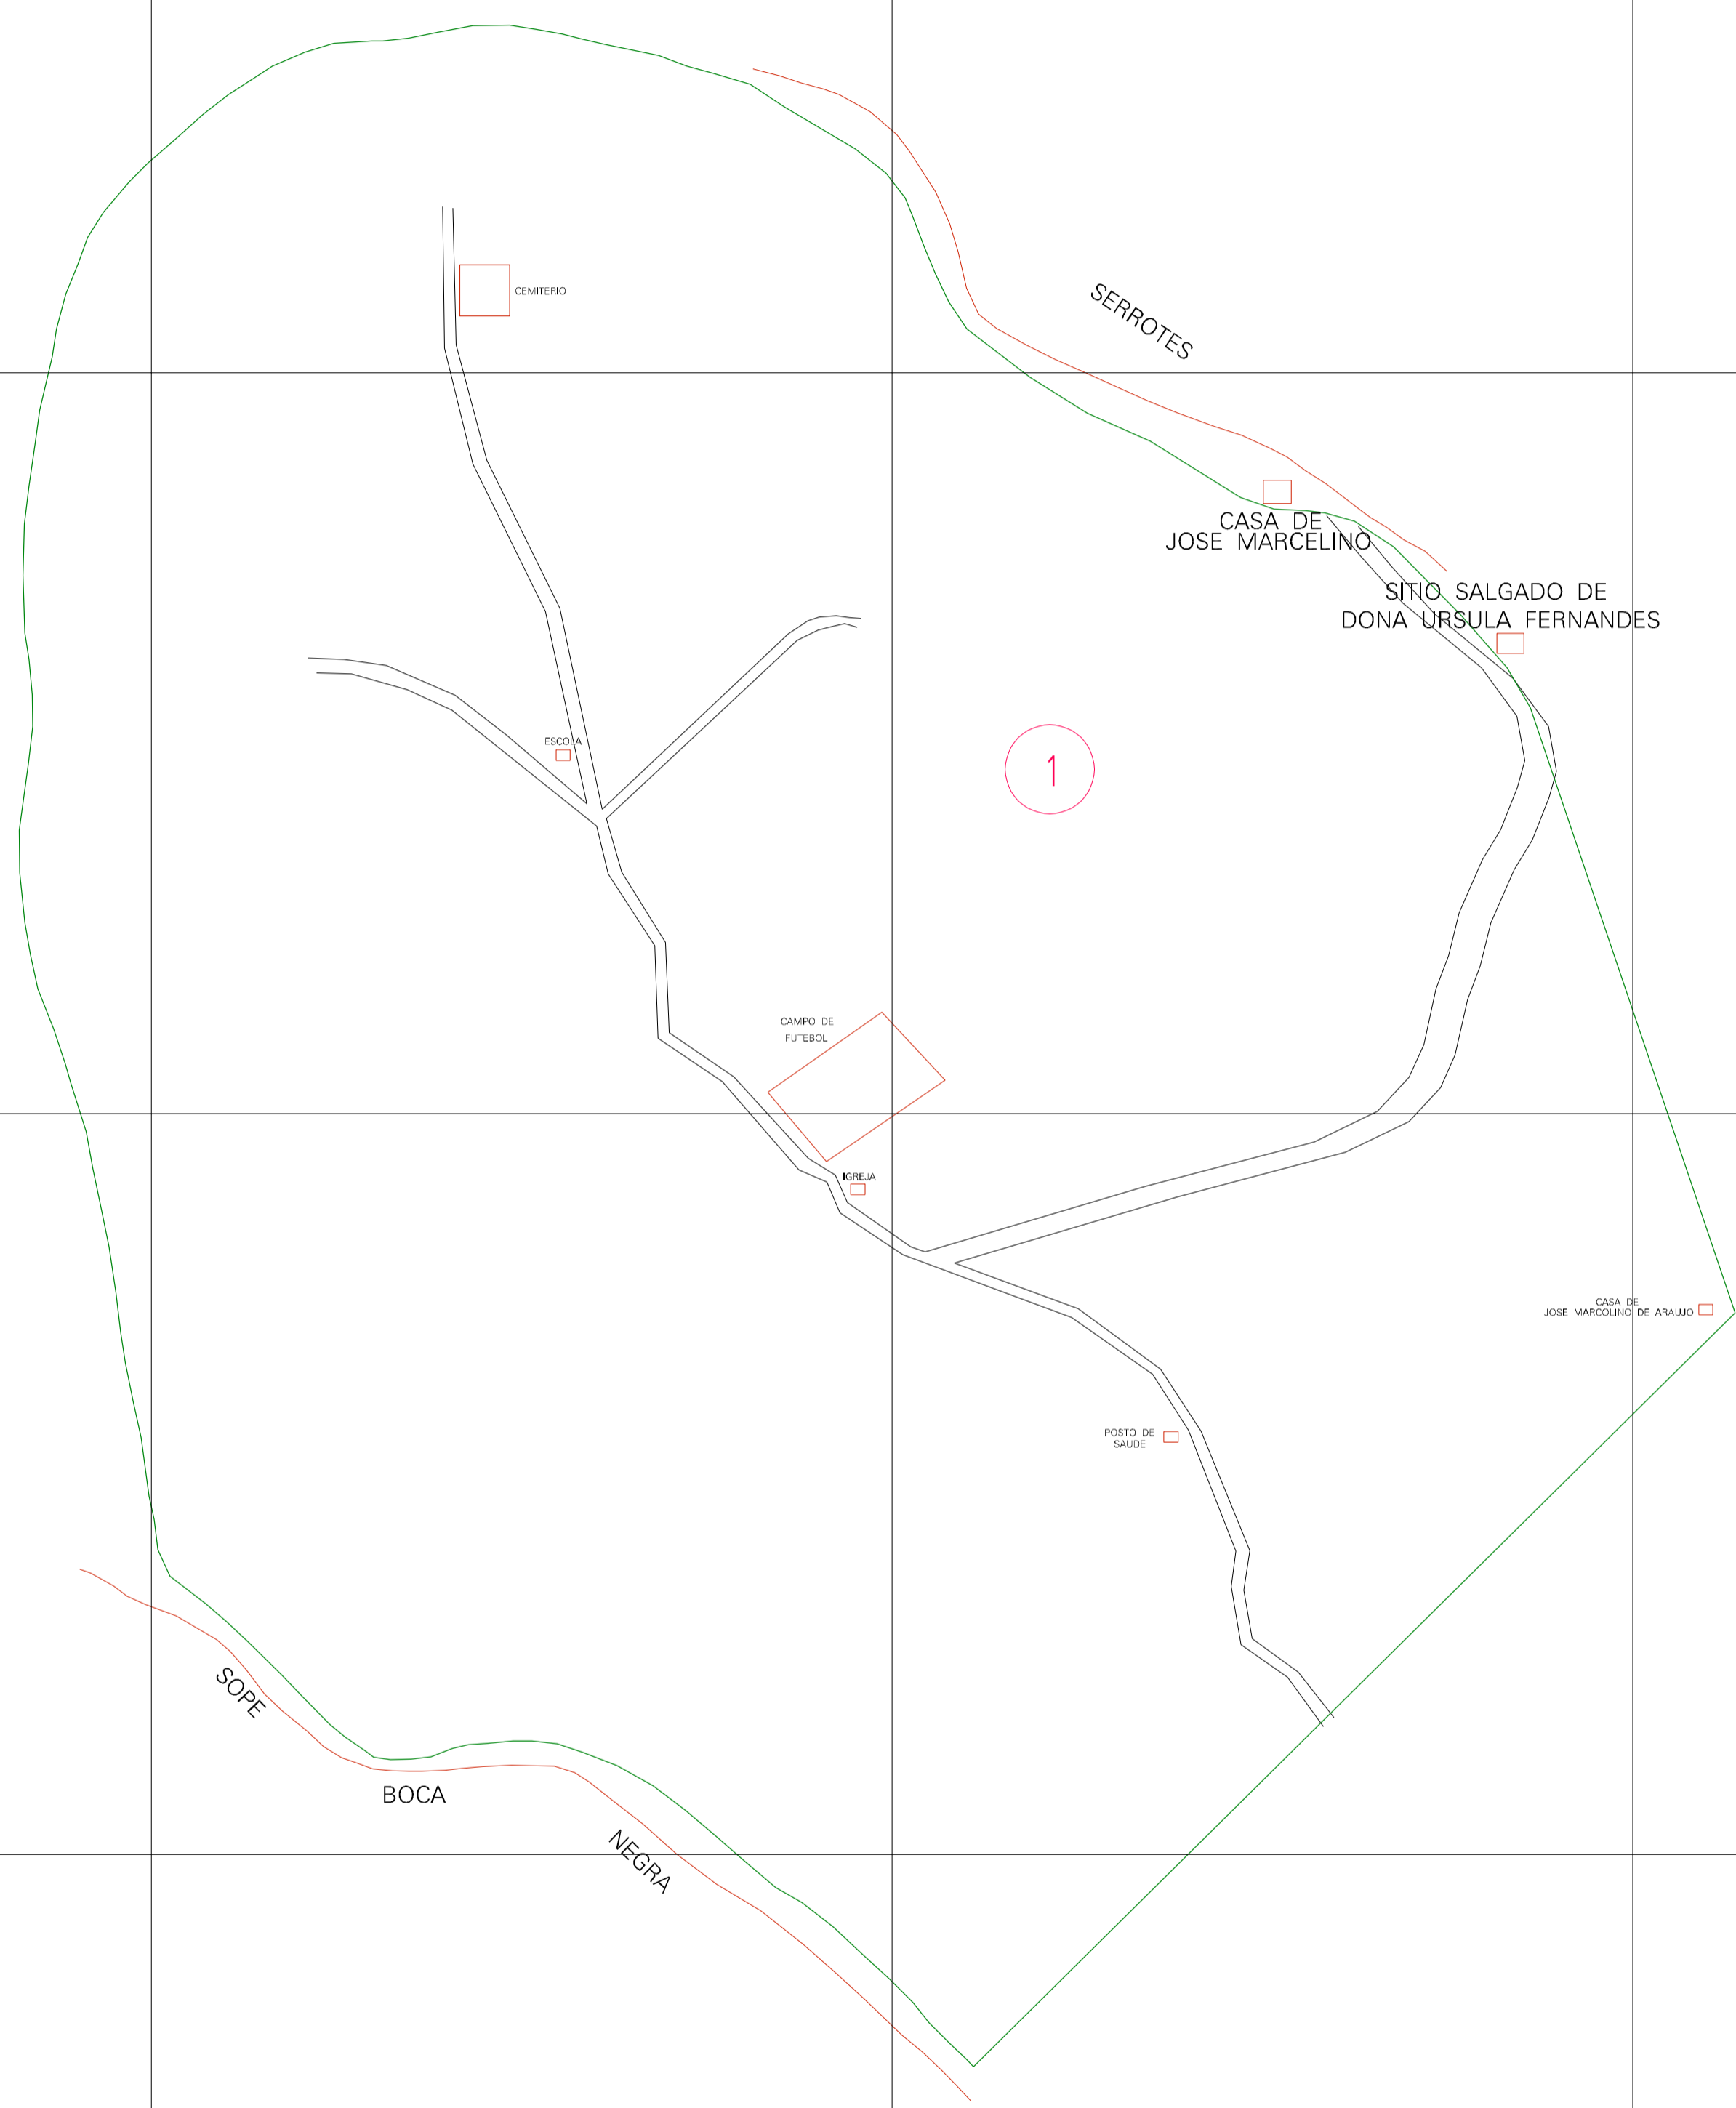 SERROTES
CEMITERIO
CASA DE
JOSE MARCELINO
SITIO SALGADO DE
DONA URSULA FERNANDES
ESCOLA
1
CAMPO DE
FUTEBOL
IGREJA
CASA DE
JOSE MARCOLINO DE ARAUJO
POSTO DE
SAUDE
SOPE
BOCA
NEGRA